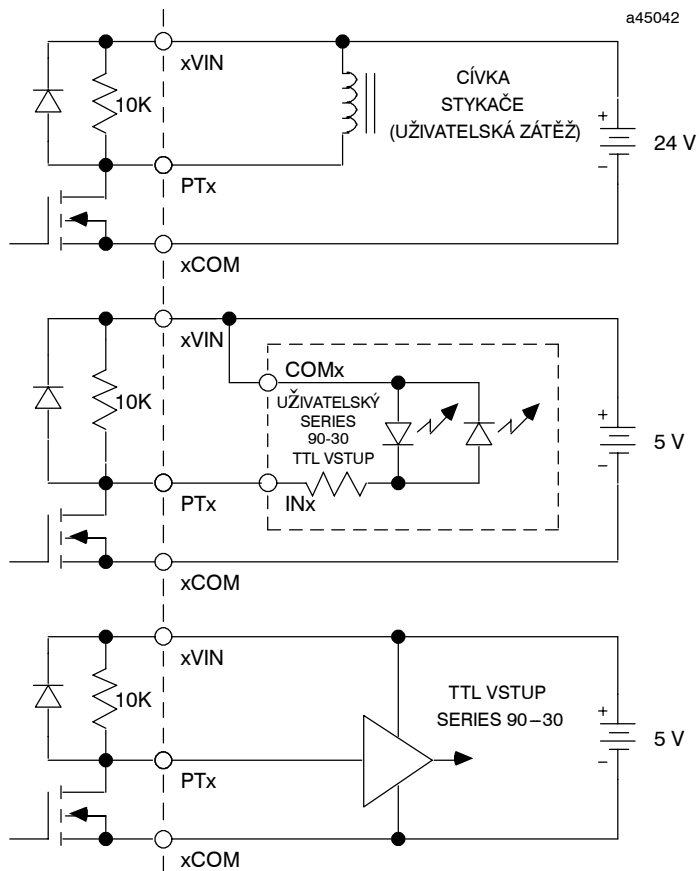 a45042
xVIN
10K
CÍVKA
STYKAČE
(UŽIVATELSKÁ ZÁTĚŽ)
+
24 V
−
PTx
xCOM
xVIN
COMx
10K
UŽIVATELSKÝ
SERIES
90-30
TTL VSTUP
+
5 V
−
PTx
INx
xCOM
xVIN
10K
TTL VSTUP
SERIES 90−30
+
5 V
−
PTx
xCOM